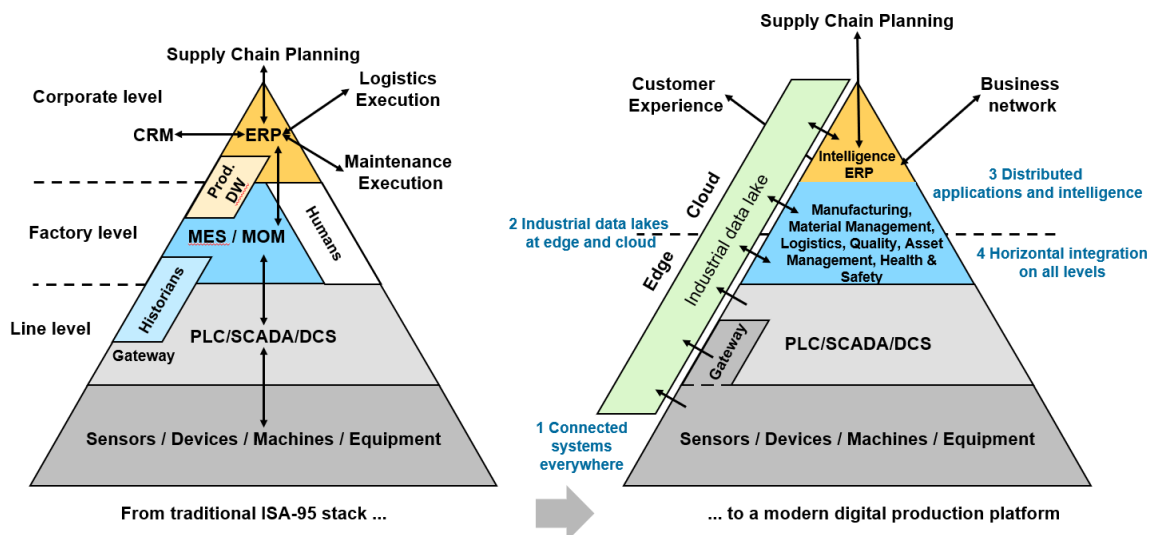 Supply Chain Planning
Corporate level
Logistics
Execution
CRM
ERP
Maintenance
Execution
Prod.
DW
Factory level
MES / MOM
Humans
Historians
Line level
Gateway
PLC/SCADA/DCS
Sensors / Devices / Machines / Equipment
From traditional ISA-95 stack ...
Supply Chain Planning
Customer
Experience
Business
network
Intelligence
ERP
3 Distributed
applications and intelligence
Cloud
Industrial data lake
Edge
2 Industrial data lakes
at edge and cloud
Manufacturing,
Material Management,
Logistics, Quality, Asset
Management, Health &
Safety
4 Horizontal integration
on all levels
Gateway
PLC/SCADA/DCS
1 Connected
systems
everywhere
Sensors / Devices / Machines / Equipment
... to a modern digital production platform